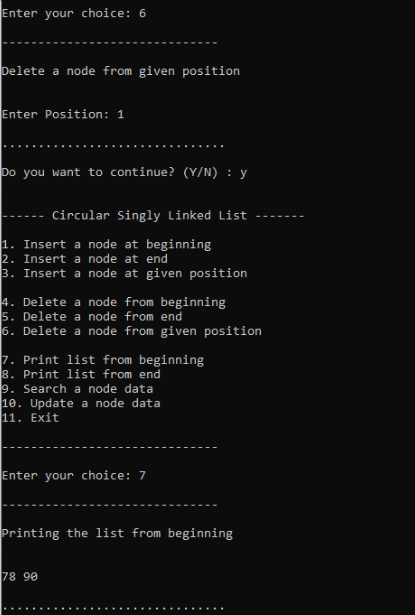 Enter your choice: 6
------------------------------
Delete a node from given position
Enter Position: 1
...............................
Do you want to continue? (Y/N) : y
------ Circular Singly Linked List -------
1. Insert a node at beginning
2. Insert a node at end
3. Insert a node at given position
4. Delete a node from beginning
5. Delete a node from end
6. Delete a node from given position
7. Print list from beginning
8. Print list from end
9. Search a node data
10. Update a node data
11. Exit
------------------------------
Enter your choice: 7
------------------------------
Printing the list from beginning
78 90
...............................